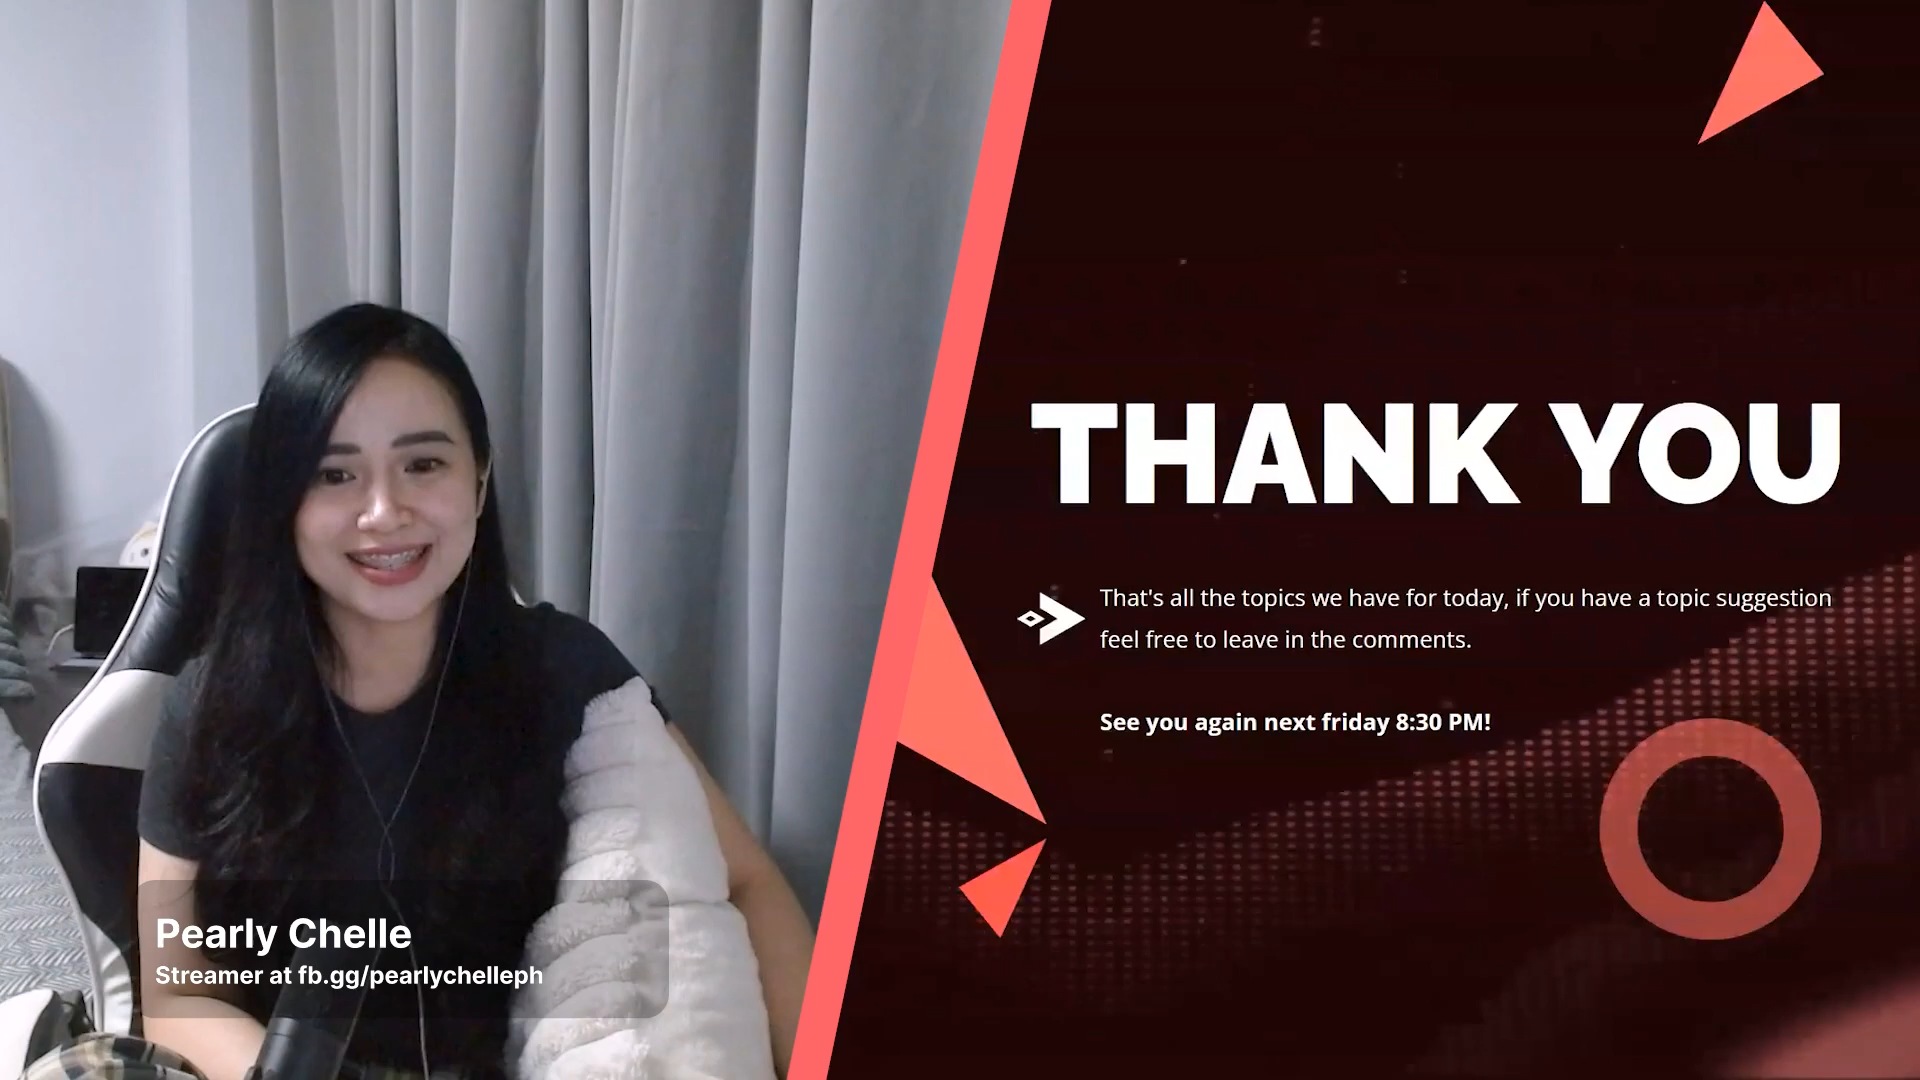 THANK YOU
That's all the topics we have for today, if you have a topic suggestion
feel free to leave in the comments.
See you again next friday 8:30 PM!
Pearly Chelle
Streamer at fb.gg/pearlychelleph